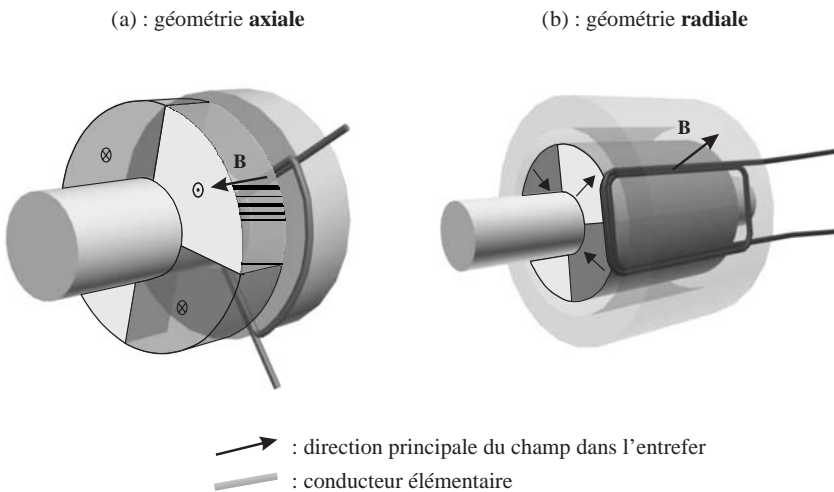 (a) : géométrie axiale
(b) : géométrie radiale
B
B
: direction principale du champ dans l'entrefer
: conducteur élémentaire